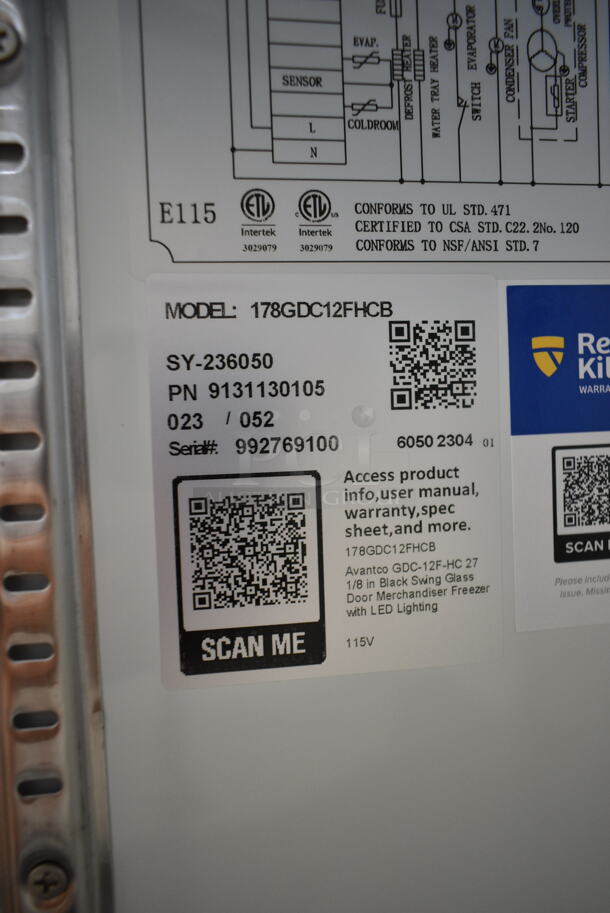 EVAP.
SENSOR
COLDROOM
L
N
DEFROST HEATER
WATER TRAY HEATER
SWITCH
EVAPORATOR
CONDENSER FAN
STARTER
COMPRESSOR
E115
ETL
Intertek
3029079
C ETL US
Intertek
3029079
CONFORMS TO UL STD.471
CERTIFIED TO CSA STD.C22.2No.120
CONFORMS TO NSF/ANSI STD.7
MODEL: 178GDC12FHCB
SY-236050
PN 9131130105
023 / 052
Serial#: 992769100
6050 2304 01
Access product
info,user manual,
warranty,spec
sheet,and more.
178GDC12FHCB
Avantco GDC-12F-HC 27
1/8 in Black Swing Glass
Door Merchandiser Freezer
with LED Lighting
115V
SCAN ME
WARRA
SCAN
Please includ
issue. Missin